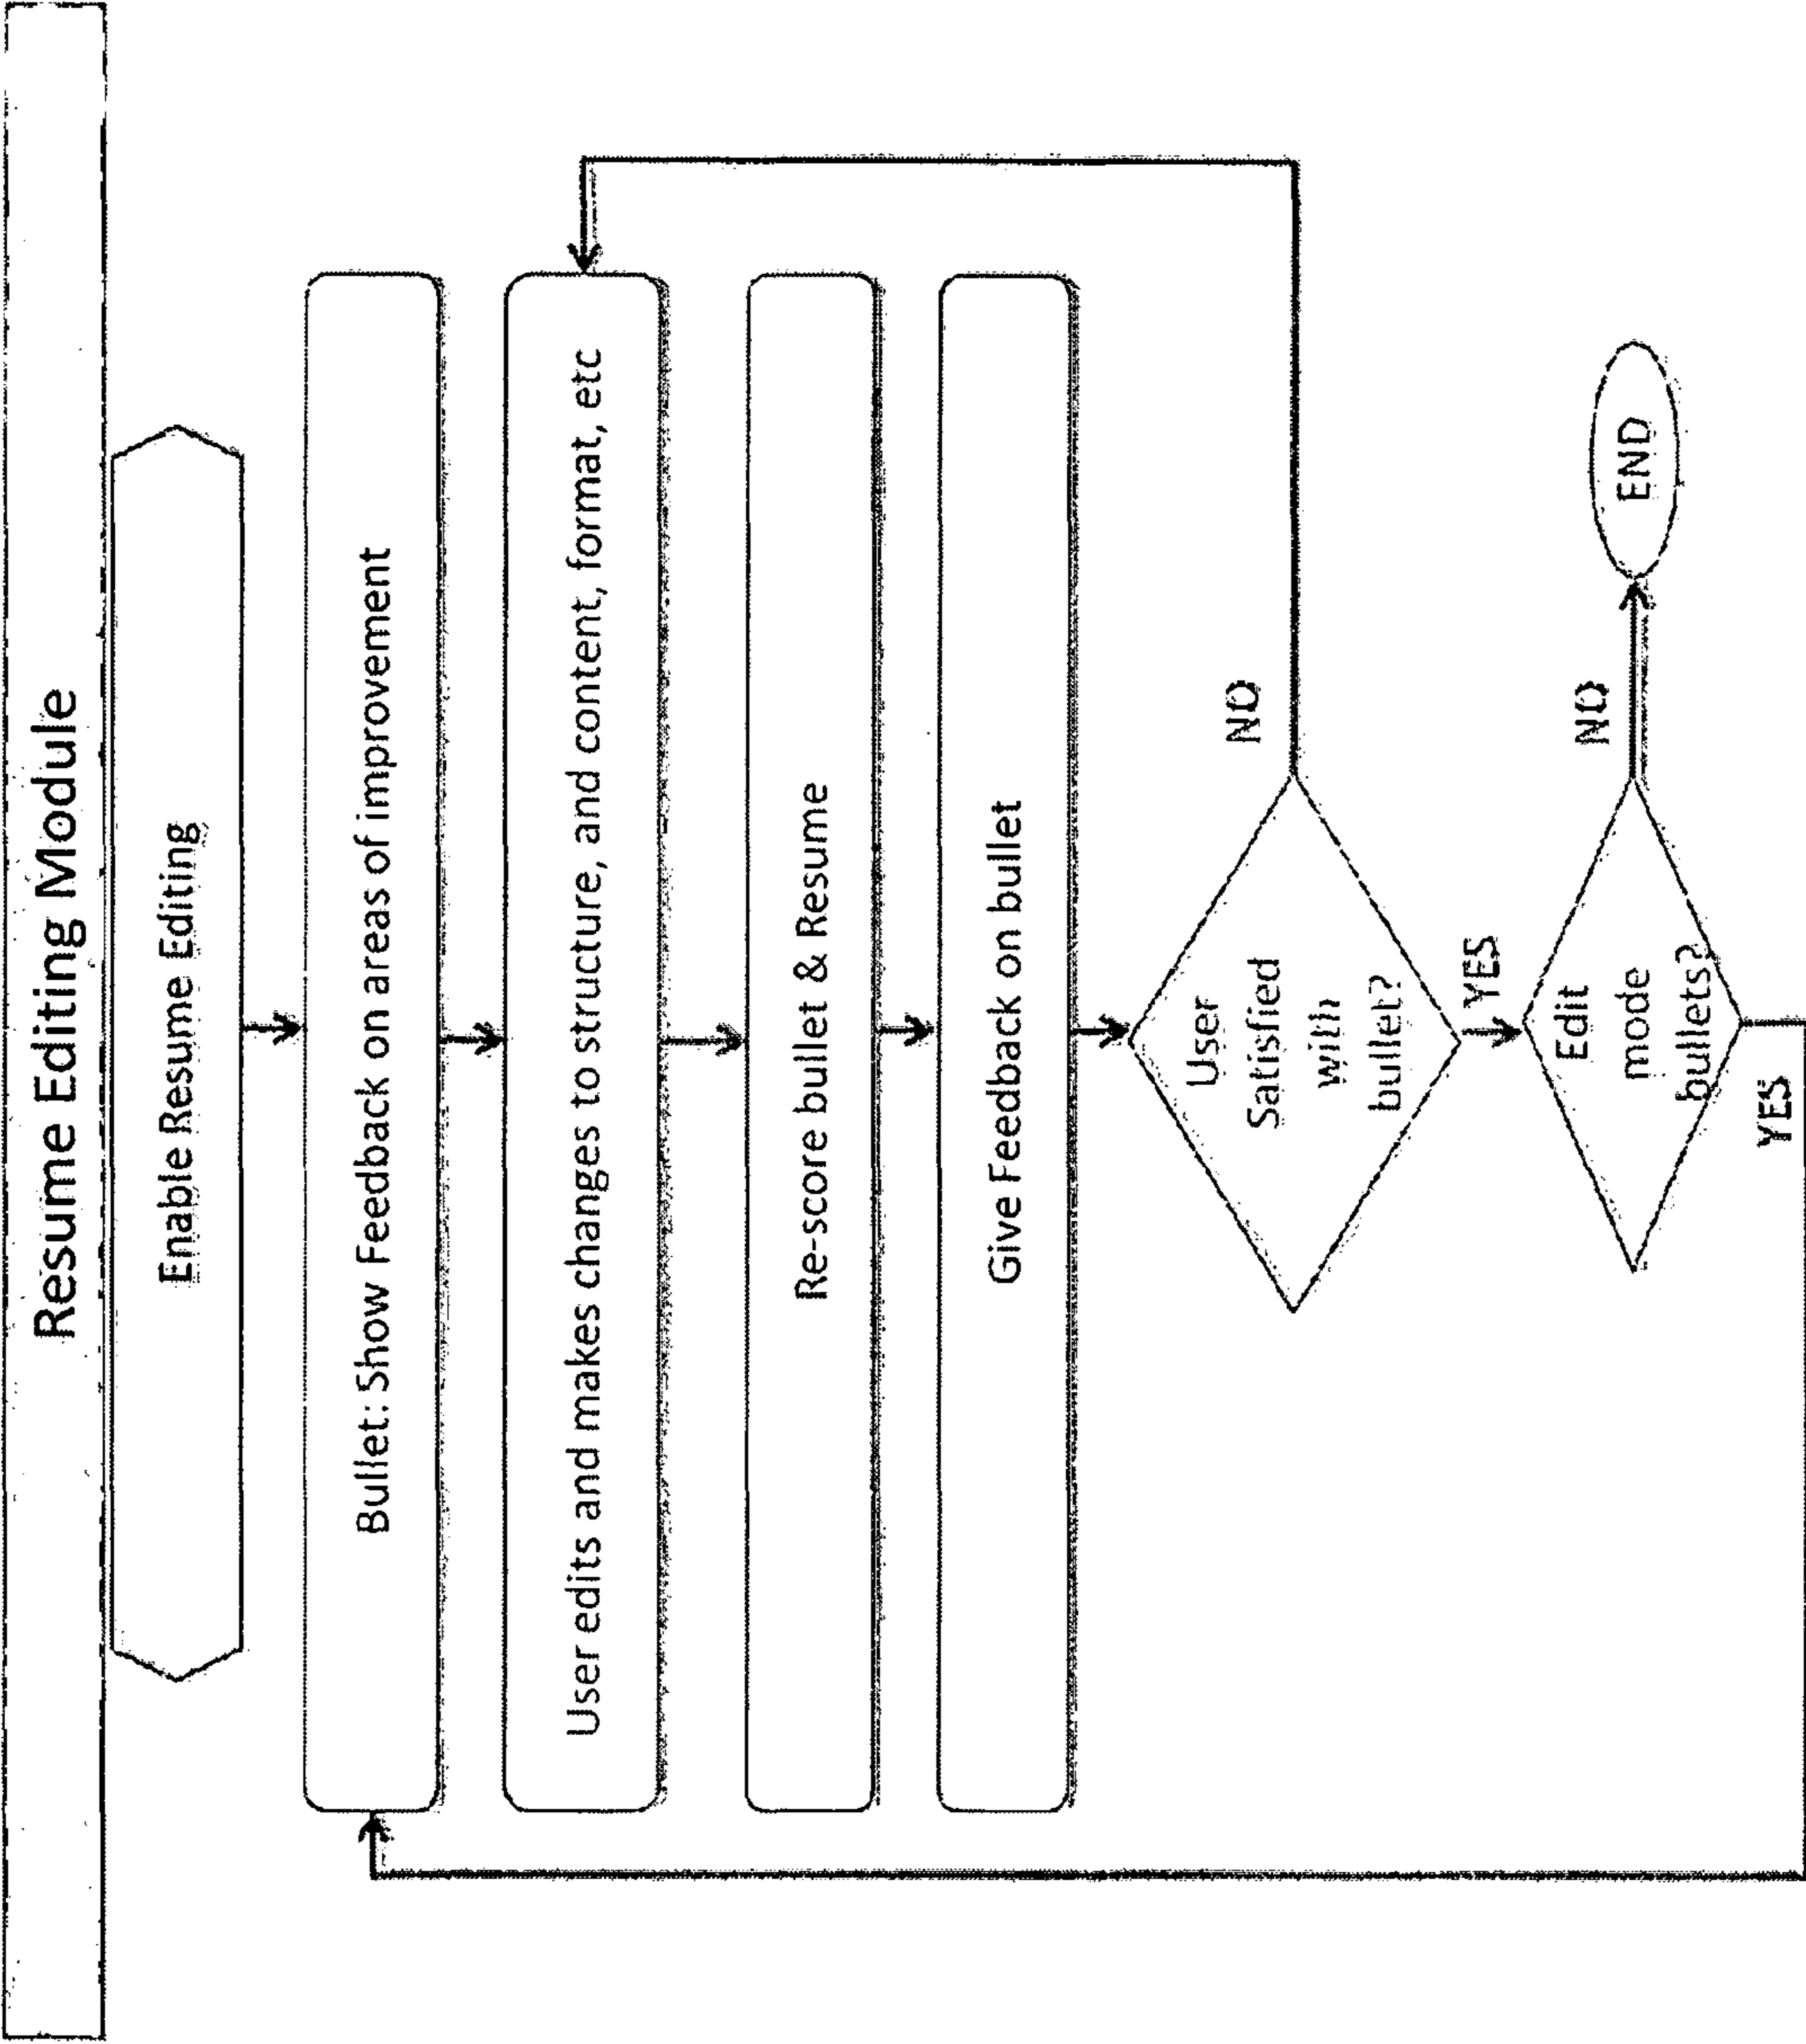 Resume Editing Module
Enable Resume Editing
Bullet: Show Feedback on areas of improvement
User edits and makes changes to structure, and content, format, etc
Re-score bullet & Resume
Give Feedback on bullet
User
Satisfied
with
bullet?
NO
YES
Edit
mode
bullets?
NO
END
YES